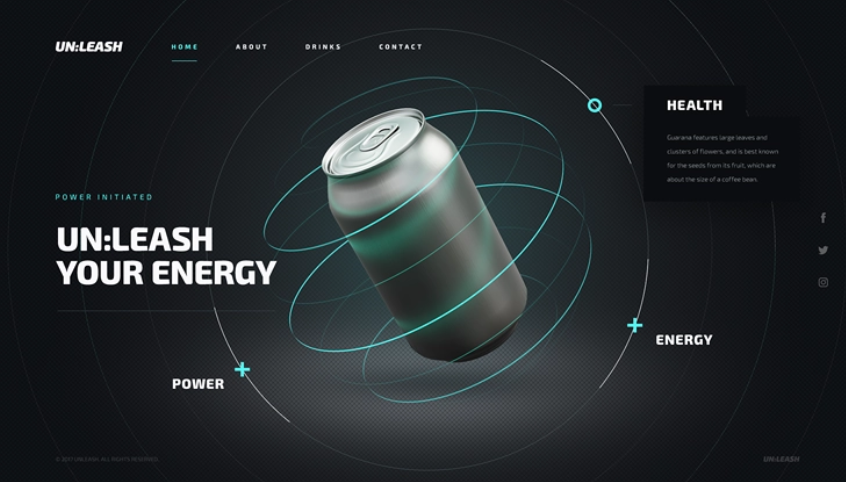 UN:LEASH
HOME ABOUT DRINKS CONTACT
HEALTH
Guarana features large leaves and
clusters of flowers, and is best known
for the seeds from its fruit, which are
about the size of a coffee bean.
POWER INITIATED
UN:LEASH
YOUR ENERGY
ENERGY
POWER
© 2017 UN:LEASH. ALL RIGHTS RESERVED.
UN:LEASH